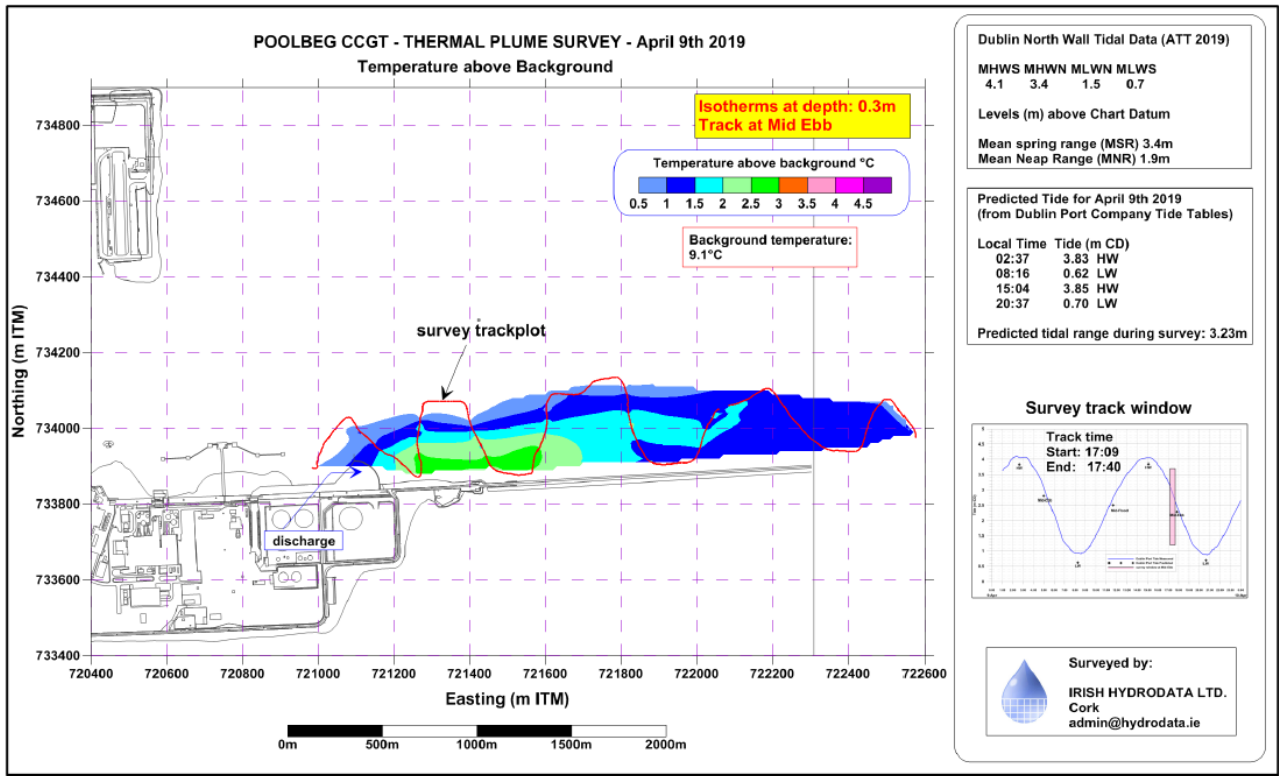 POOLBEG CCGT - THERMAL PLUME SURVEY - April 9th 2019
Temperature above Background
Isotherms at depth: 0.3m
Track at Mid Ebb
Temperature above background °C
0.5 1 1.5 2 2.5 3 3.5 4 4.5
Background temperature:
9.1°C
survey trackplot
discharge
Northing (m ITM)
734800
734600
734400
734200
734000
733800
733600
733400
720400 720600 720800 721000 721200 721400 721600 721800 722000 722200 722400 722600
Easting (m ITM)
0m 500m 1000m 1500m 2000m
Dublin North Wall Tidal Data (ATT 2019)
MHWS MHWN MLWN MLWS
4.1 3.4 1.5 0.7
Levels (m) above Chart Datum
Mean spring range (MSR) 3.4m
Mean Neap Range (MNR) 1.9m
Predicted Tide for April 9th 2019
(from Dublin Port Company Tide Tables)
Local Time Tide (m CD)
02:37 3.83 HW
08:16 0.62 LW
15:04 3.85 HW
20:37 0.70 LW
Predicted tidal range during survey: 3.23m
Survey track window
Track time
Start: 17:09
End: 17:40
Surveyed by:
IRISH HYDRODATA LTD.
Cork
admin@hydrodata.ie